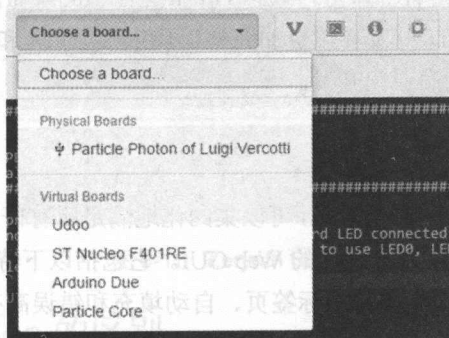 Choose a board...
Choose a board...
Physical Boards
Particle Photon of Luigi Vercotti
Virtual Boards
Udoo
ST Nucleo F401RE
Arduino Due
Particle Core
##################
##################
rd LED connected
to use LED0, LE